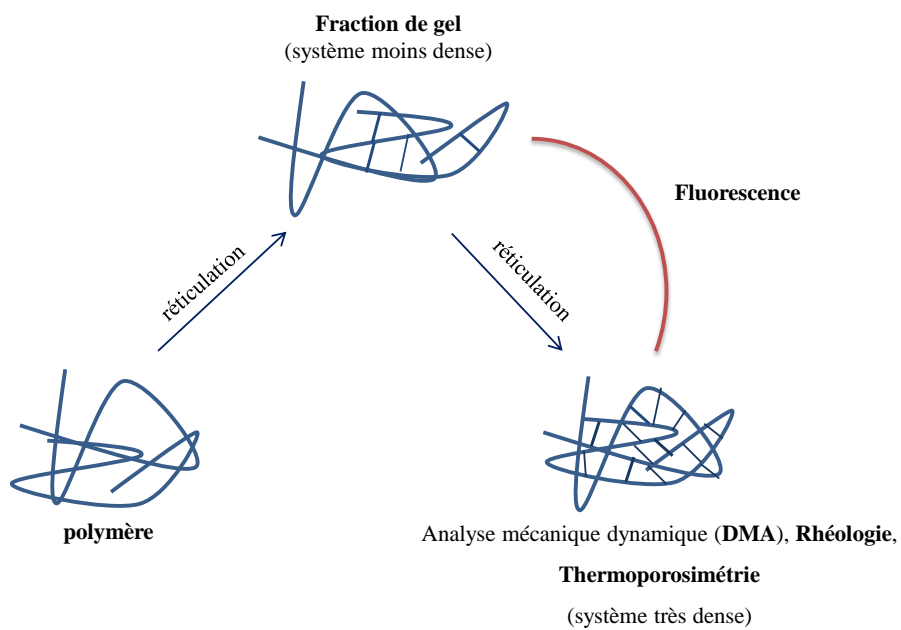 Fraction de gel
(système moins dense)
Fluorescence
réticulation
réticulation
polymère
Analyse mécanique dynamique (DMA), Rhéologie,
Thermoporosimétrie
(système très dense)